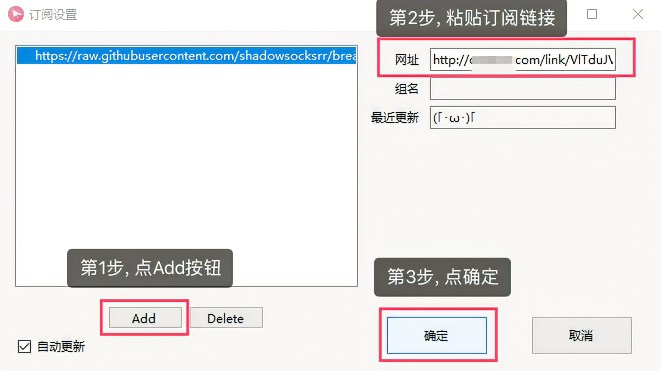 订阅设置
第2步, 粘贴订阅链接
https://raw.githubusercontent.com/shadowsocksrr/brea
网址
http:// .com/link/VlTduJV
组名
最近更新
(「·ω·)「
第1步, 点Add按钮
第3步, 点确定
Add
Delete
确定
取消
自动更新